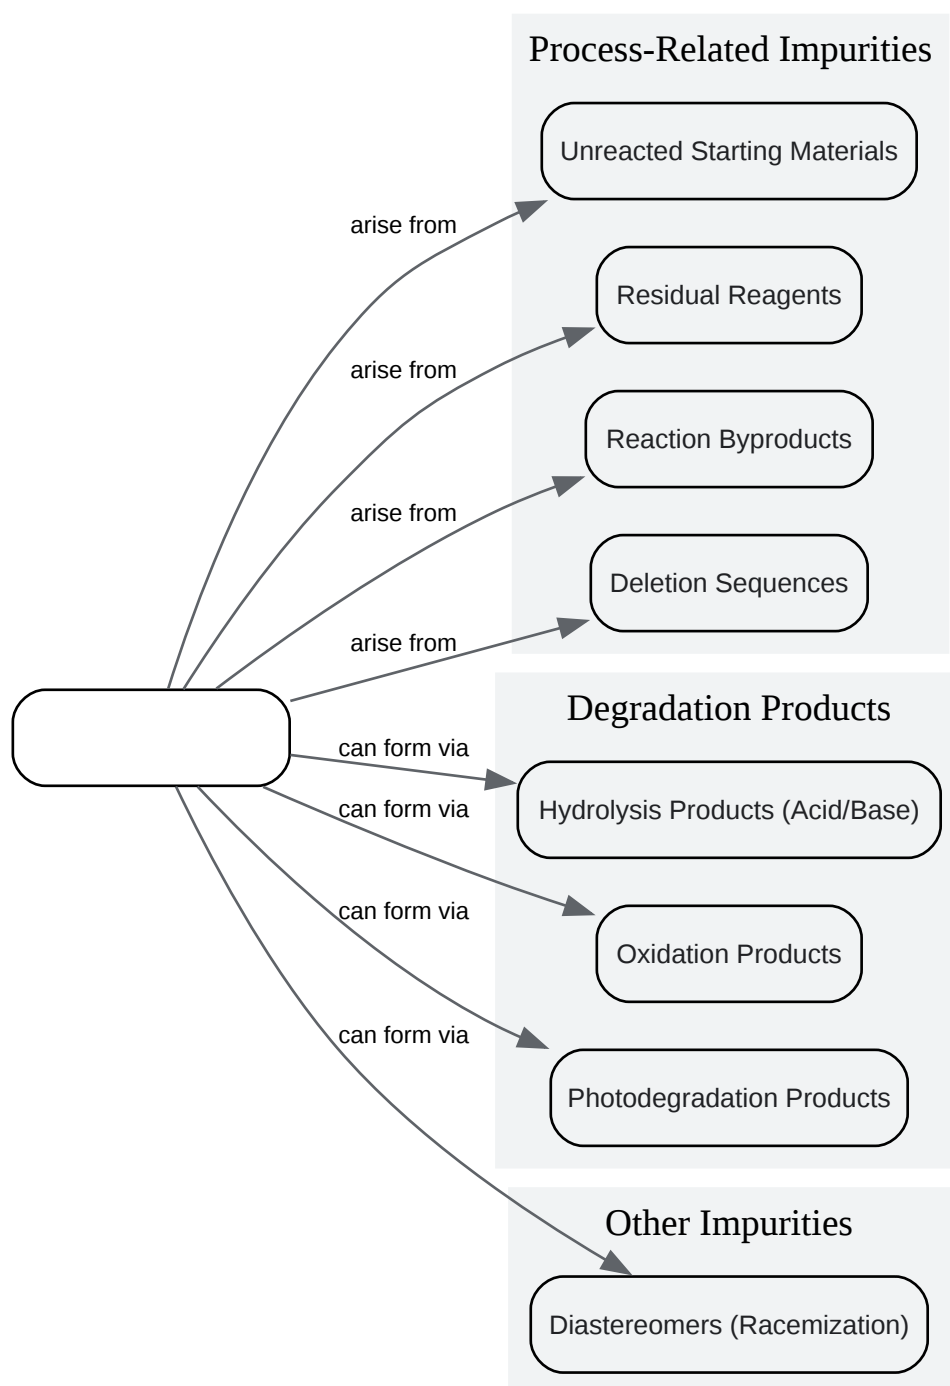 Process-Related Impurities
Unreacted Starting Materials
arise from
Residual Reagents
arise from
Reaction Byproducts
arise from
Deletion Sequences
arise from
Degradation Products
can form via
Hydrolysis Products (Acid/Base)
can form via
can form via
Oxidation Products
can form via
Photodegradation Products
Other Impurities
Diastereomers (Racemization)